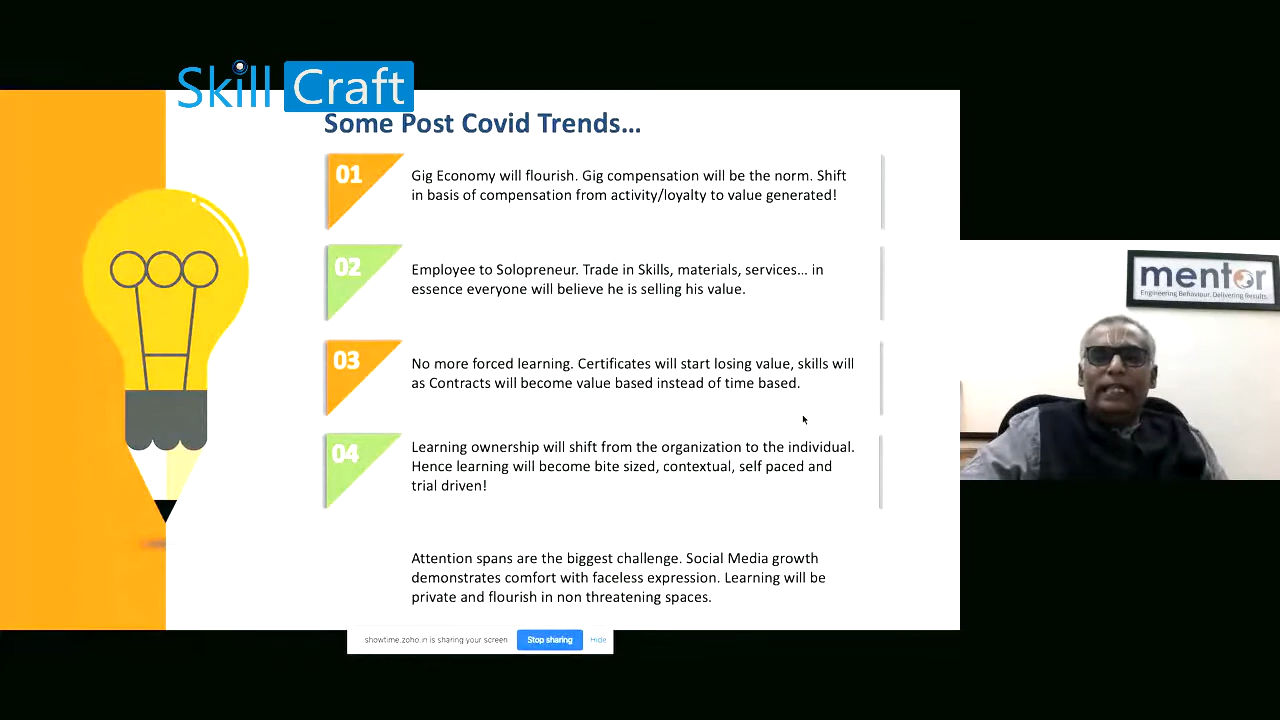 Skill Craft
Some Post Covid Trends...
01
Gig Economy will flourish. Gig compensation will be the norm. Shift
in basis of compensation from activity/loyalty to value generated!
02
Employee to Solopreneur. Trade in Skills, materials, services... in
essence everyone will believe he is selling his value.
03
No more forced learning. Certificates will start losing value, skills will
as Contracts will become value based instead of time based.
04
Learning ownership will shift from the organization to the individual.
Hence learning will become bite sized, contextual, self paced and
trial driven!
Attention spans are the biggest challenge. Social Media growth
demonstrates comfort with faceless expression. Learning will be
private and flourish in non threatening spaces.
showtime.zoho.in is sharing your screen
Stop sharing
Hide
mentor
Engineering Behaviour, Delivering Results.